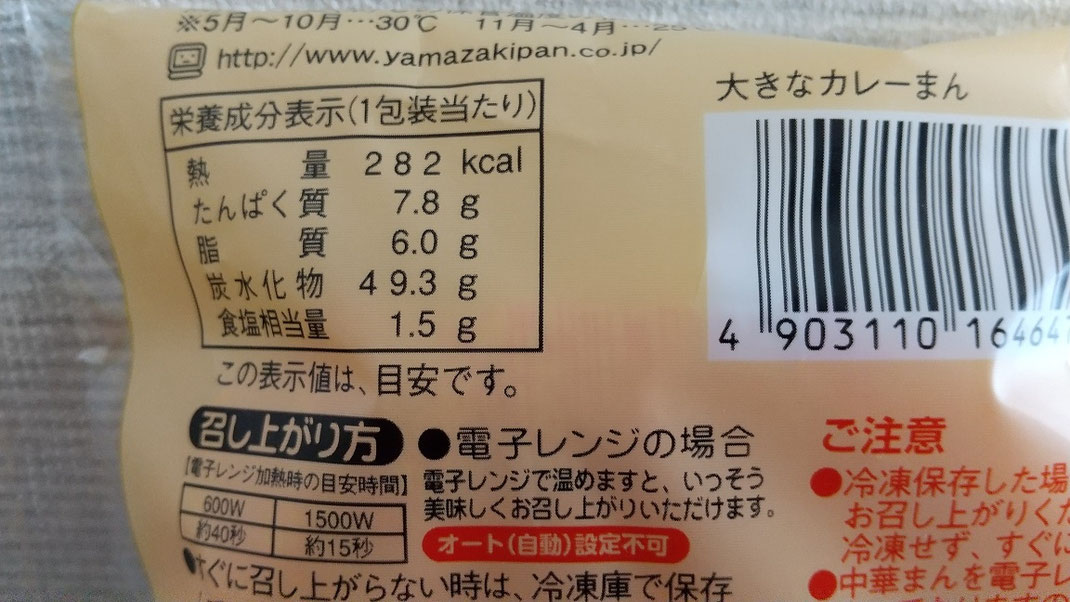 ※5月～10月…30℃ 11月～4月…25
http://www.yamazakipan.co.jp/
大きなカレーまん
栄養成分表示(1包装当たり)
熱量 282 kcal
たんぱく質 7.8 g
脂質 6.0 g
炭水化物 49.3 g
食塩相当量 1.5 g
この表示値は、目安です。
4 903110 16464
召し上がり方
【電子レンジ加熱時の目安時間】
600W 1500W
約40秒 約15秒
●電子レンジの場合
電子レンジで温めますと、いっそう
美味しくお召し上がりいただけます。
オート(自動)設定不可
●すぐに召し上がらない時は、冷凍庫で保存
ご注意
●冷凍保存した場
お召し上がりくだ
冷凍せず、すぐに
●中華まんを電子レ